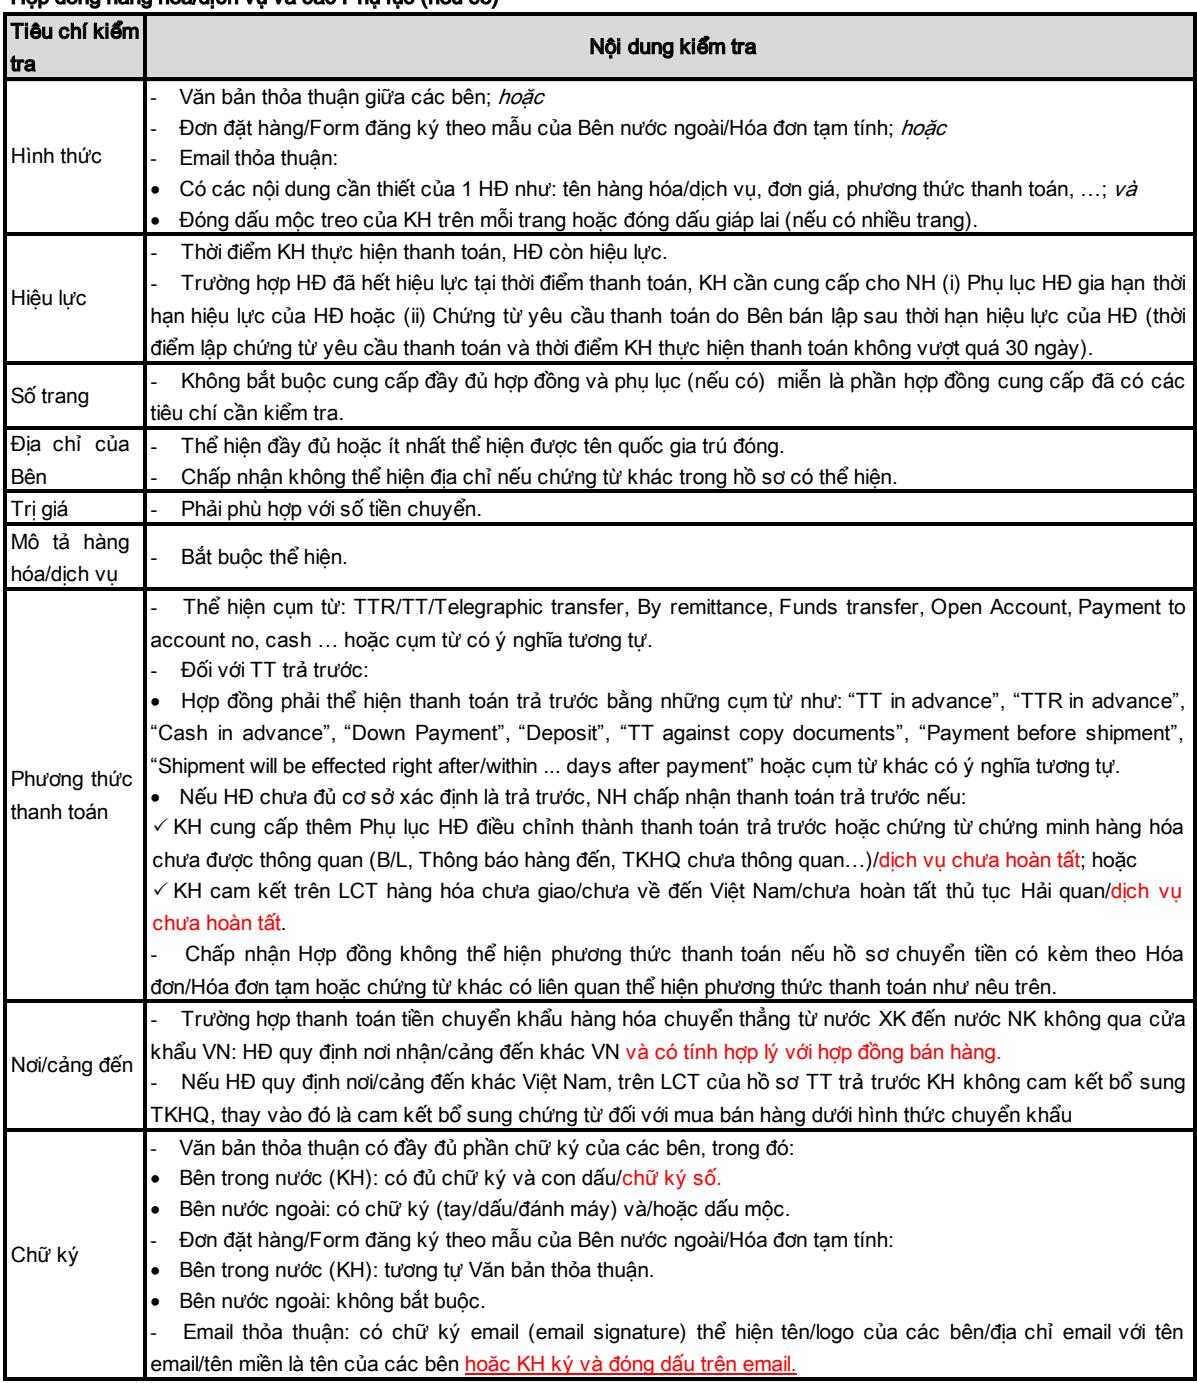 Hợp đồng hàng hóa/dịch vụ và các Phụ lục (nếu có)
Tiêu chí kiểm tra
Nội dung kiểm tra
Hình thức
- Văn bản thỏa thuận giữa các bên; hoặc
- Đơn đặt hàng/Form đăng ký theo mẫu của Bên nước ngoài/Hóa đơn tạm tính; hoặc
- Email thỏa thuận:
• Có các nội dung cần thiết của 1 HĐ như: tên hàng hóa/dịch vụ, đơn giá, phương thức thanh toán, …; và
• Đóng dấu mộc treo của KH trên mỗi trang hoặc đóng dấu giáp lai (nếu có nhiều trang).
Hiệu lực
- Thời điểm KH thực hiện thanh toán, HĐ còn hiệu lực.
- Trường hợp HĐ đã hết hiệu lực tại thời điểm thanh toán, KH cần cung cấp cho NH (i) Phụ lục HĐ gia hạn thời
hạn hiệu lực của HĐ hoặc (ii) Chứng từ yêu cầu thanh toán do Bên bán lập sau thời hạn hiệu lực của HĐ (thời
điểm lập chứng từ yêu cầu thanh toán và thời điểm KH thực hiện thanh toán không vượt quá 30 ngày).
Số trang
- Không bắt buộc cung cấp đầy đủ hợp đồng và phụ lục (nếu có) miễn là phần hợp đồng cung cấp đã có các
tiêu chí cần kiểm tra.
Địa chỉ của
Bên
- Thể hiện đầy đủ hoặc ít nhất thể hiện được tên quốc gia trú đóng.
- Chấp nhận không thể hiện địa chỉ nếu chứng từ khác trong hồ sơ có thể hiện.
Trị giá
- Phải phù hợp với số tiền chuyển.
Mô tả hàng
hóa/dịch vụ
- Bắt buộc thể hiện.
Phương thức
thanh toán
- Thể hiện cụm từ: TTR/TT/Telegraphic transfer, By remittance, Funds transfer, Open Account, Payment to
account no, cash … hoặc cụm từ có ý nghĩa tương tự.
- Đối với TT trả trước:
• Hợp đồng phải thể hiện thanh toán trả trước bằng những cụm từ như: “TT in advance”, “TTR in advance”,
“Cash in advance”, “Down Payment”, “Deposit”, “TT against copy documents”, “Payment before shipment”,
“Shipment will be effected right after/within ... days after payment” hoặc cụm từ khác có ý nghĩa tương tự.
• Nếu HĐ chưa đủ cơ sở xác định là trả trước, NH chấp nhận thanh toán trả trước nếu:
✓ KH cung cấp thêm Phụ lục HĐ điều chỉnh thành thanh toán trả trước hoặc chứng từ chứng minh hàng hóa
chưa được thông quan (B/L, Thông báo hàng đến, TKHQ chưa thông quan…)/dịch vụ chưa hoàn tất; hoặc
✓ KH cam kết trên LCT hàng hóa chưa giao/chưa về đến Việt Nam/chưa hoàn tất thủ tục Hải quan/dịch vụ
chưa hoàn tất.
- Chấp nhận Hợp đồng không thể hiện phương thức thanh toán nếu hồ sơ chuyển tiền có kèm theo Hóa
đơn/Hóa đơn tạm hoặc chứng từ khác có liên quan thể hiện phương thức thanh toán như nêu trên.
Nơi/cảng đến
- Trường hợp thanh toán tiền chuyển khẩu hàng hóa chuyển thẳng từ nước XK đến nước NK không qua cửa
khẩu VN: HĐ quy định nơi nhận/cảng đến khác VN và có tính hợp lý với hợp đồng bán hàng.
- Nếu HĐ quy định nơi/cảng đến khác Việt Nam, trên LCT của hồ sơ TT trả trước KH không cam kết bổ sung
TKHQ, thay vào đó là cam kết bổ sung chứng từ đối với mua bán hàng dưới hình thức chuyển khẩu
Chữ ký
- Văn bản thỏa thuận có đầy đủ phần chữ ký của các bên, trong đó:
• Bên trong nước (KH): có đủ chữ ký và con dấu/chữ ký số.
• Bên nước ngoài: có chữ ký (tay/dấu/đánh máy) và/hoặc dấu mộc.
- Đơn đặt hàng/Form đăng ký theo mẫu của Bên nước ngoài/Hóa đơn tạm tính:
• Bên trong nước (KH): tương tự Văn bản thỏa thuận.
• Bên nước ngoài: không bắt buộc.
- Email thỏa thuận: có chữ ký email (email signature) thể hiện tên/logo của các bên/địa chỉ email với tên
email/tên miền là tên của các bên hoặc KH ký và đóng dấu trên email.